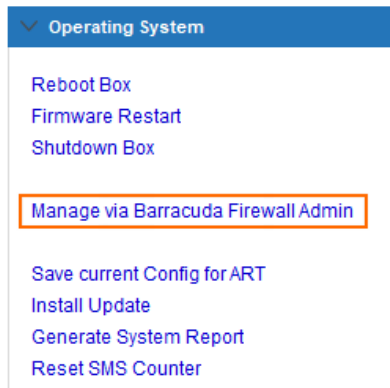 Operating System
Reboot Box
Firmware Restart
Shutdown Box
Manage via Barracuda Firewall Admin
Save current Config for ART
Install Update
Generate System Report
Reset SMS Counter